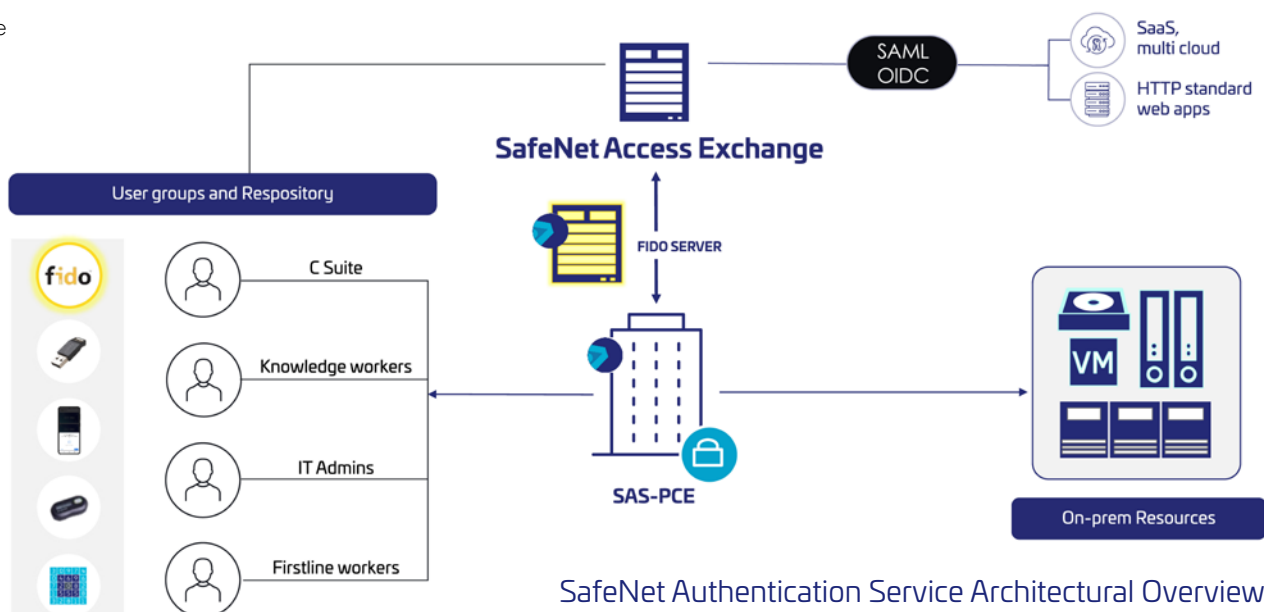 e
SAML
OIDC
SaaS,
multi cloud
HTTP standard
web apps
SafeNet Access Exchange
User groups and Respository
FIDO SERVER
fido
C Suite
Knowledge workers
IT Admins
Firstline workers
SAS-PCE
VM
On-prem Resources
SafeNet Authentication Service Architectural Overview